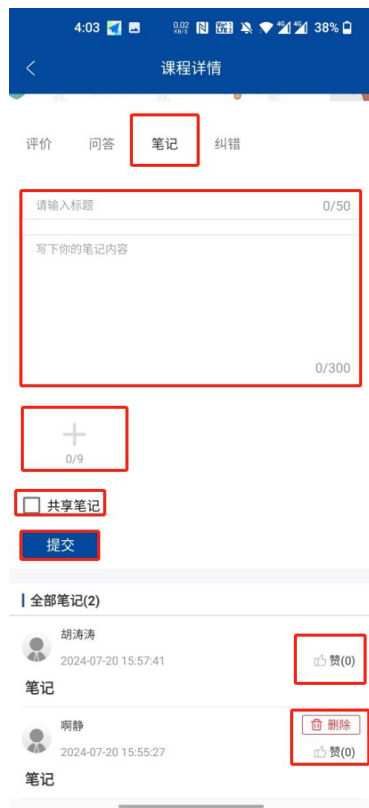 4:03 0.02 KB/S 4G 4G 38%
课程详情
评价 问答 笔记 纠错
请输入标题 0/50
写下你的笔记内容
0/300
0/9
共享笔记
提交
全部笔记(2)
胡涛涛
2024-07-20 15:57:41 赞(0)
笔记
啊静 删除
2024-07-20 15:55:27 赞(0)
笔记